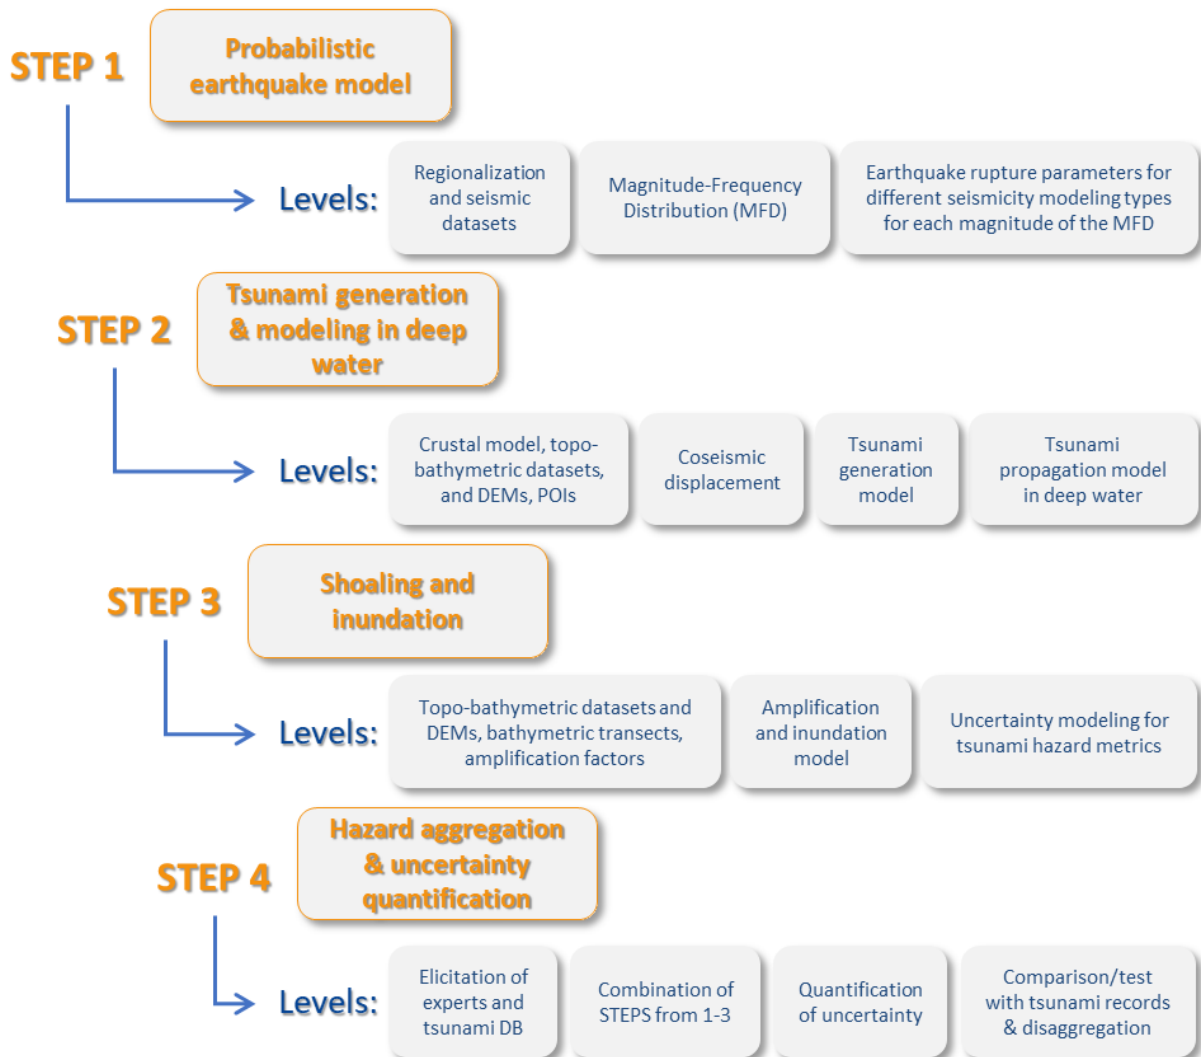 STEP 1
Probabilistic
earthquake model
Levels:
Regionalization
and seismic
datasets
Magnitude-Frequency
Distribution (MFD)
Earthquake rupture parameters for
different seismicity modeling types
for each magnitude of the MFD
STEP 2
Tsunami generation
& modeling in deep
water
Levels:
Crustal model, topo-
bathymetric datasets,
and DEMs, POIs
Coseismic
displacement
Tsunami
generation
model
Tsunami
propagation model
in deep water
STEP 3
Shoaling and
inundation
Levels:
Topo-bathymetric datasets and
DEMs, bathymetric transects,
amplification factors
Amplification
and inundation
model
Uncertainty modeling for
tsunami hazard metrics
STEP 4
Hazard aggregation
& uncertainty
quantification
Levels:
Elicitation of
experts and
tsunami DB
Combination of
STEPS from 1-3
Quantification
of uncertainty
Comparison/test
with tsunami records
& disaggregation